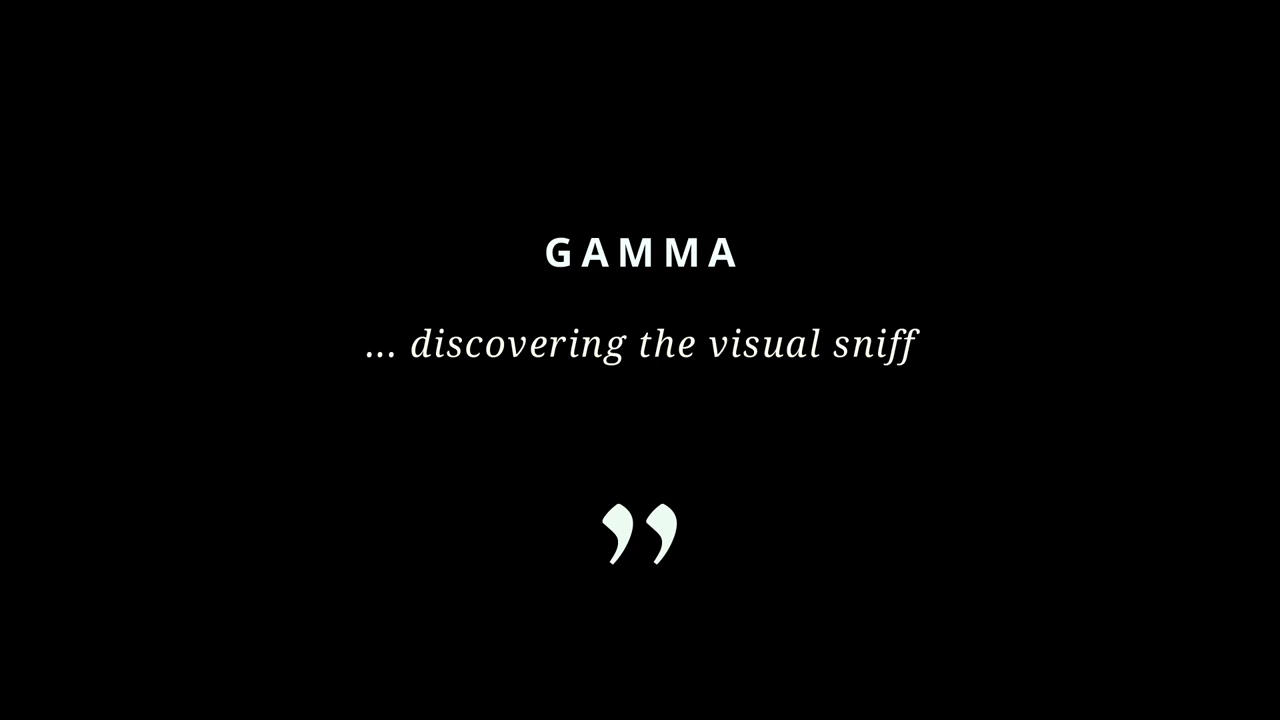 GAMMA
... discovering the visual sniff
”